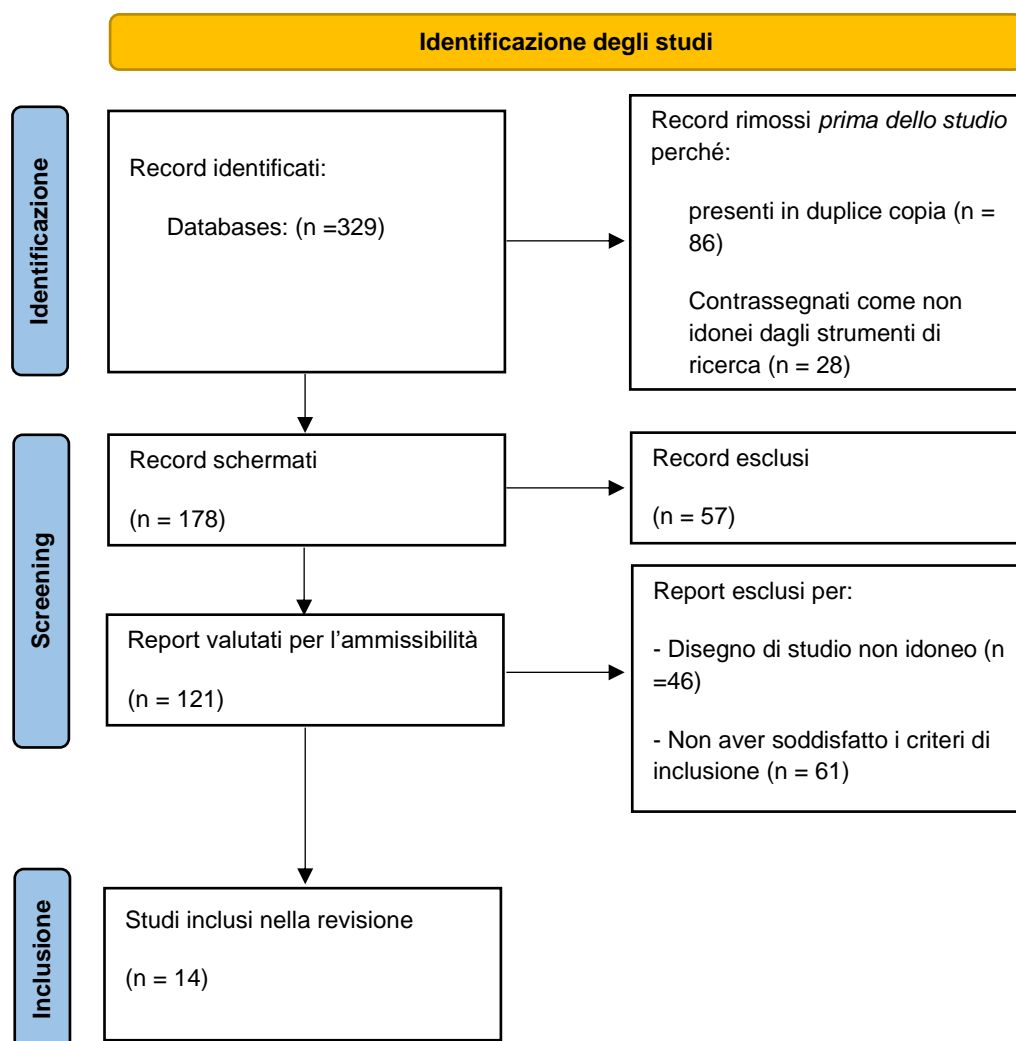 Identificazione degli studi
Identificazione
Record identificati:
Databases: (n =329)
Record rimossi prima dello studio
perché:
presenti in duplice copia (n =
86)
Contrassegnati come non
idonei dagli strumenti di
ricerca (n = 28)
Screening
Record schermati
(n = 178)
Record esclusi
(n = 57)
Report valutati per l’ammissibilità
(n = 121)
Report esclusi per:
- Disegno di studio non idoneo (n
=46)
- Non aver soddisfatto i criteri di
inclusione (n = 61)
Inclusione
Studi inclusi nella revisione
(n = 14)